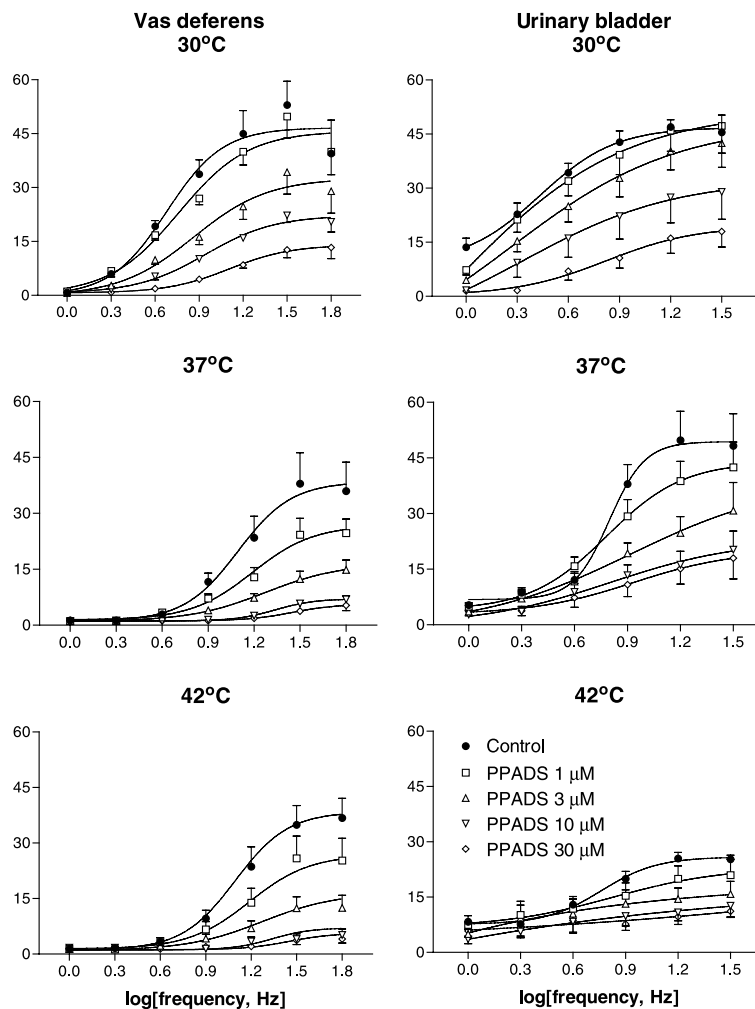 Vas deferens
30°C
60
45
30
15
0
0.0 0.3 0.6 0.9 1.2 1.5 1.8
Urinary bladder
30°C
60
45
30
15
0
0.0 0.3 0.6 0.9 1.2 1.5
37°C
60
45
30
15
0
0.0 0.3 0.6 0.9 1.2 1.5 1.8
37°C
60
45
30
15
0
0.0 0.3 0.6 0.9 1.2 1.5
42°C
60
45
30
15
0
0.0 0.3 0.6 0.9 1.2 1.5 1.8
log[frequency, Hz]
42°C
60
45
30
15
0
Control
PPADS 1 µM
PPADS 3 µM
PPADS 10 µM
PPADS 30 µM
0.0 0.3 0.6 0.9 1.2 1.5
log[frequency, Hz]